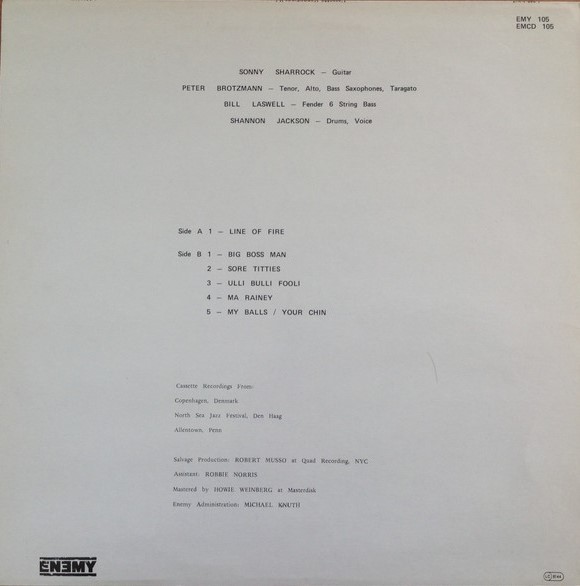 EMY 105
EMCD 105
SONNY SHARROCK — Guitar
PETER BROTZMANN — Tenor, Alto, Bass Saxophones, Taragato
BILL LASWELL — Fender 6 String Bass
SHANNON JACKSON — Drums, Voice
Side A 1 — LINE OF FIRE
Side B 1 — BIG BOSS MAN
2 — SORE TITTIES
3 — ULLI BULLI FOOLI
4 — MA RAINEY
5 — MY BALLS / YOUR CHIN
Cassette Recordings From:
Copenhagen, Denmark
North Sea Jazz Festival, Den Haag
Allentown, Penn
Salvage Production: ROBERT MUSSO at Quad Recording, NYC
Assistant: ROBBIE NORRIS
Mastered by HOWIE WEINBERG at Masterdisk
Enemy Administration: MICHAEL KNUTH
ENEMY